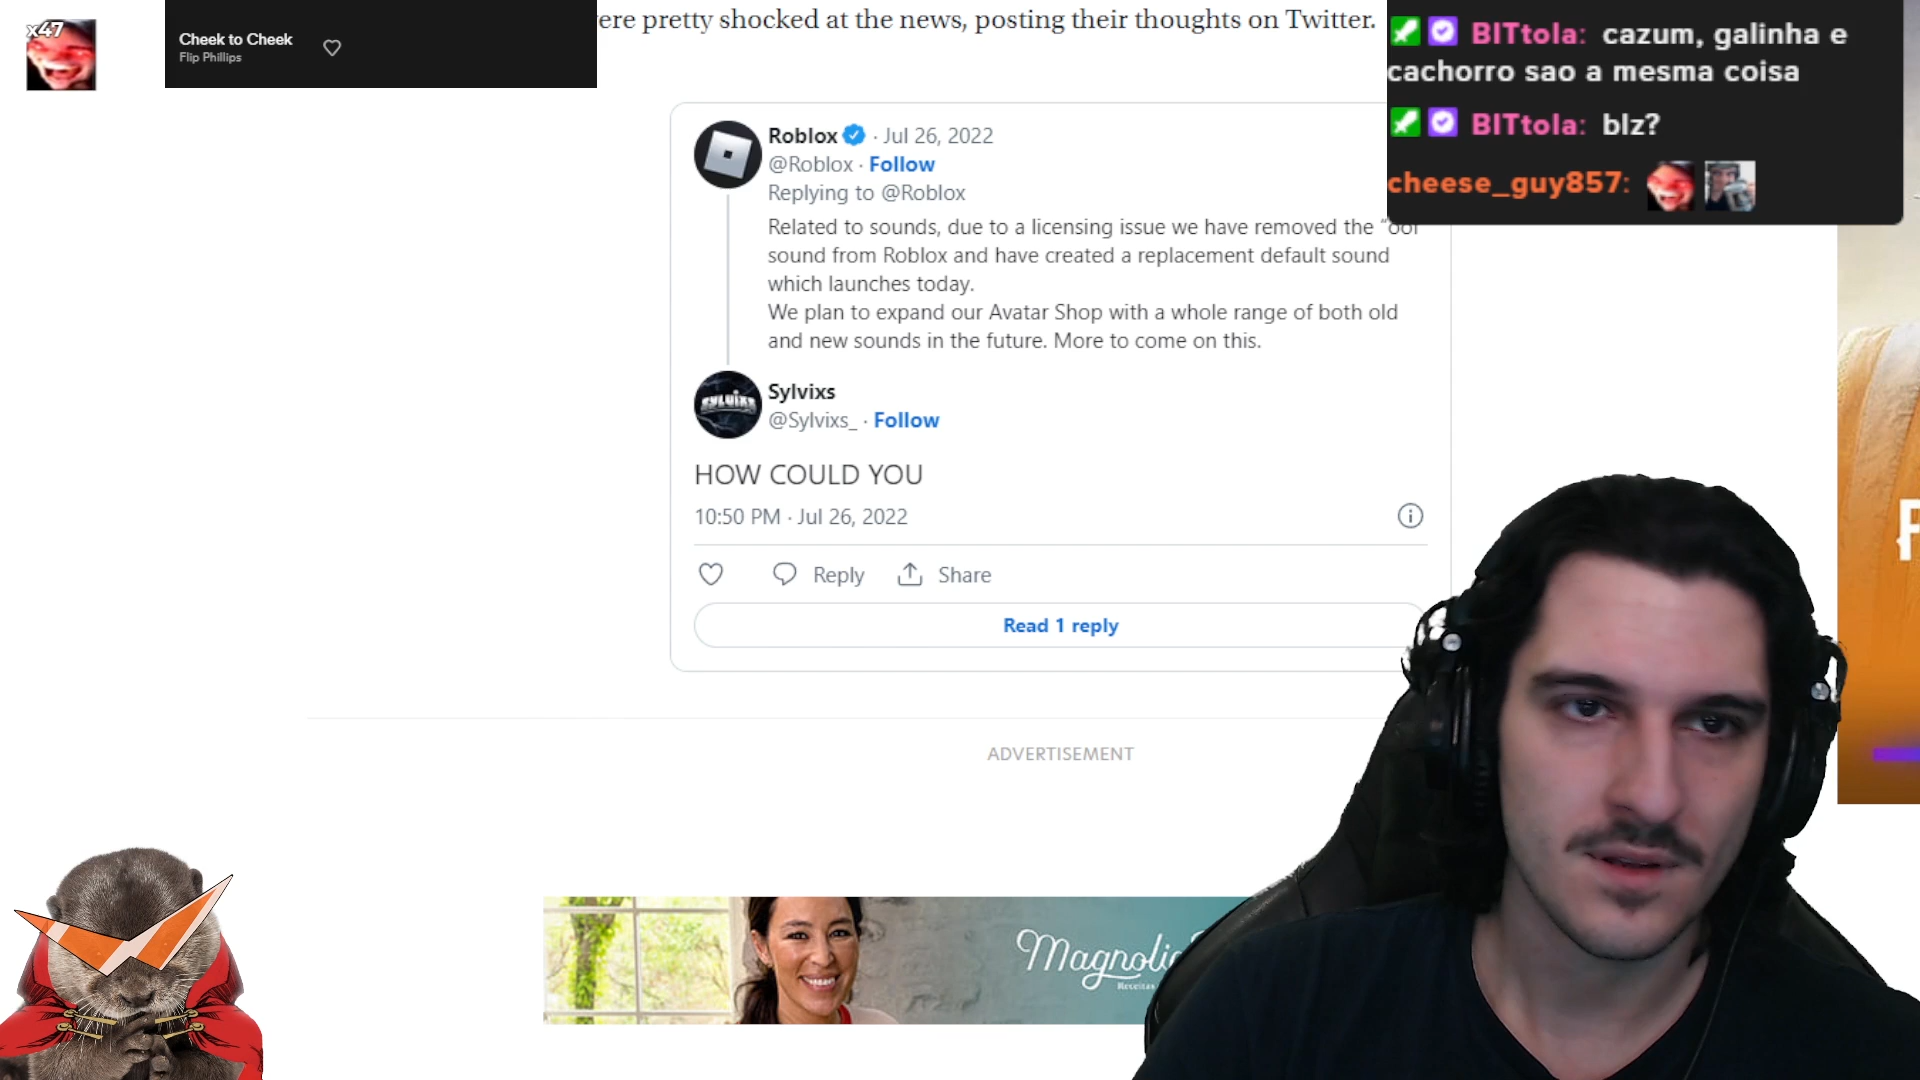 x47
Cheek to Cheek
Flip Phillips
ere pretty shocked at the news, posting their thoughts on Twitter.
BITtola: cazum, galinha e
cachorro sao a mesma coisa
BITtola: blz?
cheese_guy857:
Roblox · Jul 26, 2022
@Roblox · Follow
Replying to @Roblox
Related to sounds, due to a licensing issue we have removed the “oof
sound from Roblox and have created a replacement default sound
which launches today.
We plan to expand our Avatar Shop with a whole range of both old
and new sounds in the future. More to come on this.
SYLVIXS
Sylvixs
@Sylvixs_ · Follow
HOW COULD YOU
10:50 PM · Jul 26, 2022
Reply
Share
Read 1 reply
ADVERTISEMENT
Magnolia
Receitas